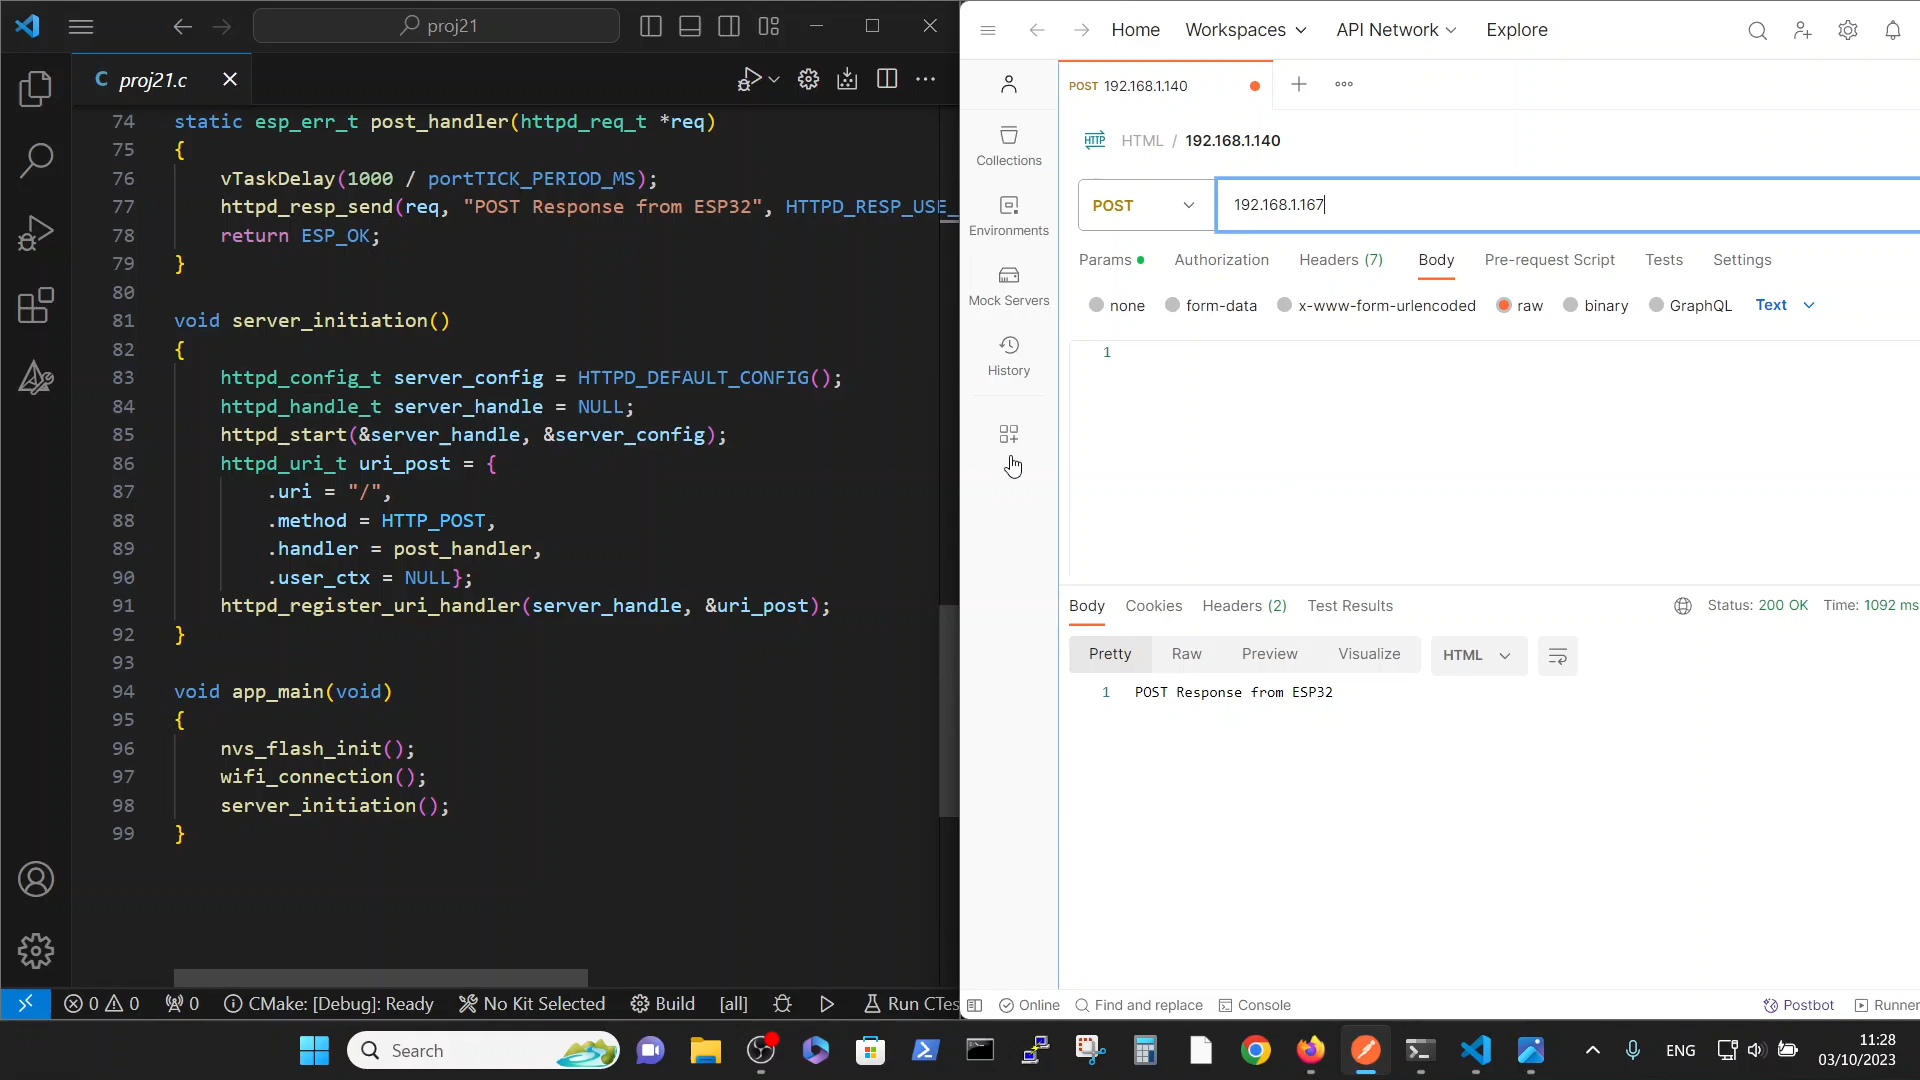 proj21
C proj21.c
74 static esp_err_t post_handler(httpd_req_t *req)
75 {
76 vTaskDelay(1000 / portTICK_PERIOD_MS);
77 httpd_resp_send(req, "POST Response from ESP32", HTTPD_RESP_USE_
78 return ESP_OK;
79 }
80
81 void server_initiation()
82 {
83 httpd_config_t server_config = HTTPD_DEFAULT_CONFIG();
84 httpd_handle_t server_handle = NULL;
85 httpd_start(&server_handle, &server_config);
86 httpd_uri_t uri_post = {
87 .uri = "/",
88 .method = HTTP_POST,
89 .handler = post_handler,
90 .user_ctx = NULL};
91 httpd_register_uri_handler(server_handle, &uri_post);
92 }
93
94 void app_main(void)
95 {
96 nvs_flash_init();
97 wifi_connection();
98 server_initiation();
99 }
0 0 0 CMake: [Debug]: Ready No Kit Selected Build [all] Run CTes
Home Workspaces API Network Explore
POST 192.168.1.140
Collections
Environments
Mock Servers
History
HTTP HTML / 192.168.1.140
POST 192.168.1.167
Params Authorization Headers (7) Body Pre-request Script Tests Settings
none form-data x-www-form-urlencoded raw binary GraphQL Text
1
Body Cookies Headers (2) Test Results Status: 200 OK Time: 1092 ms
Pretty Raw Preview Visualize HTML
1 POST Response from ESP32
Online Find and replace Console Postbot Runner
Search
ENG
11:28
03/10/2023